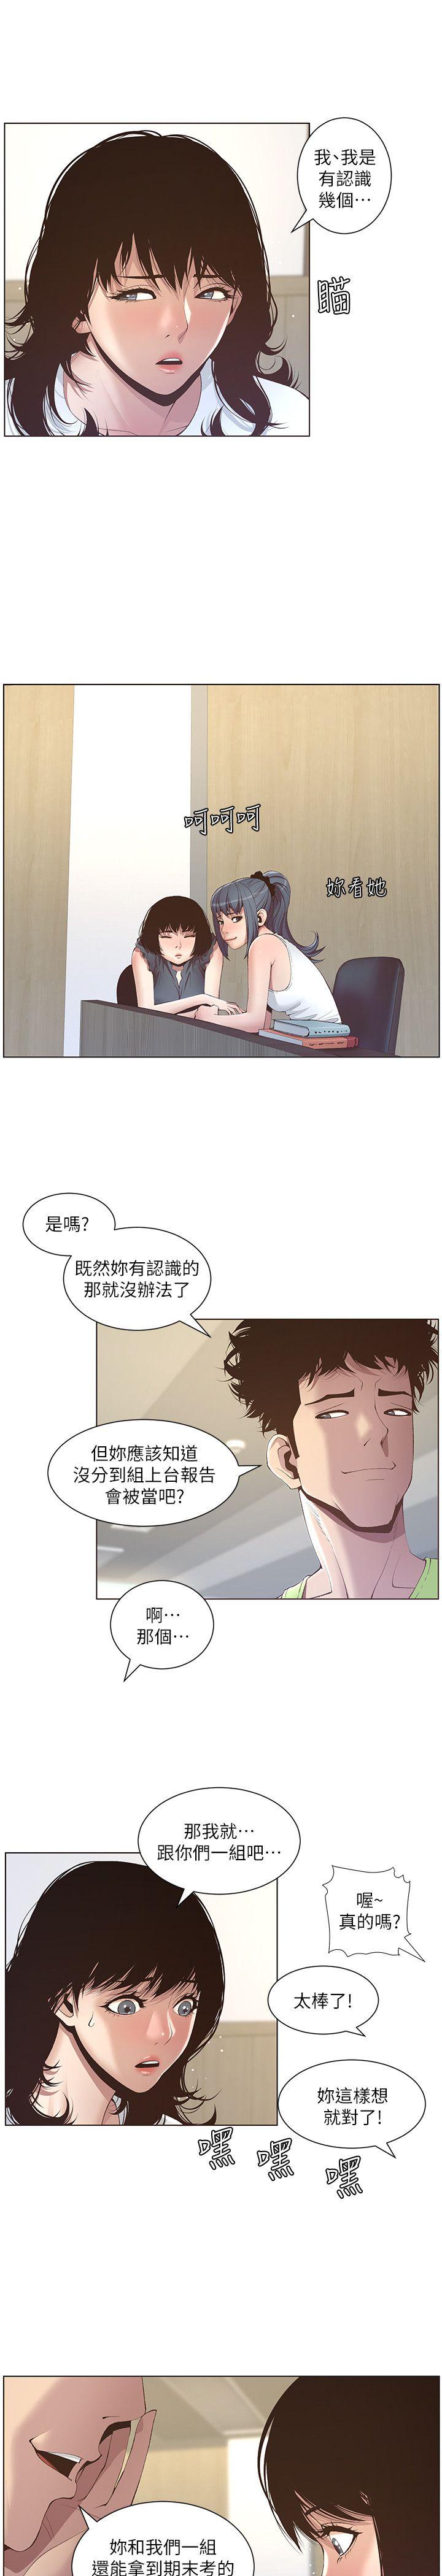 我、我是
有認識
幾個…
瞄
呵呵呵
妳看她
是嗎?
既然妳有認識的
那就沒辦法了
但妳應該知道
沒分到組上台報告
會被當吧?
啊…
那個…
那我就…
跟你們一組吧…
喔~
真的嗎?
太棒了!
妳這樣想
就對了!
嘿
嘿
嘿
妳和我們一組
還能拿到期末考的